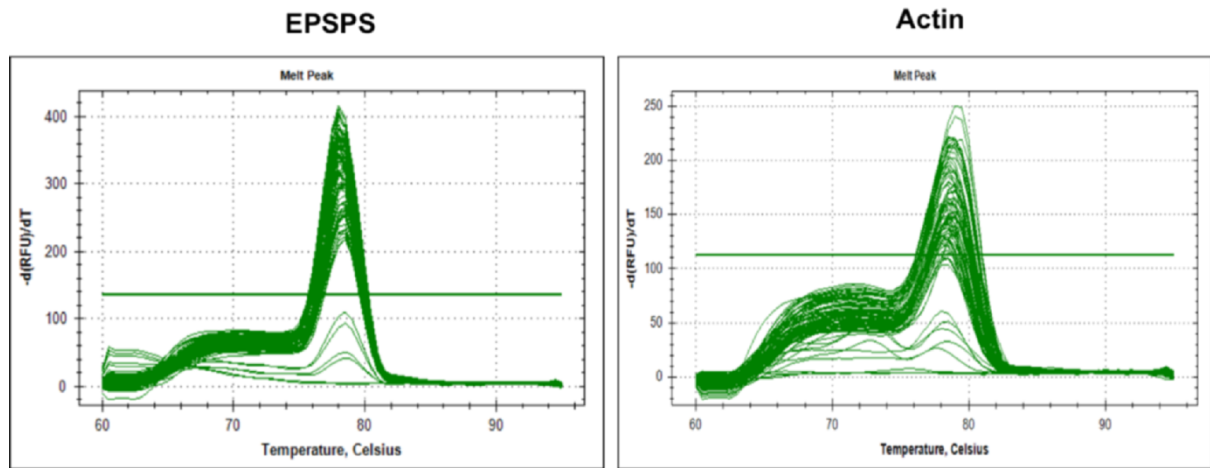 EPSPS
Actin
Melt Peak
-d(RFU)/dT
400
300
200
100
0
60
70
80
90
Temperature, Celsius
Melt Peak
-d(RFU)/dT
250
200
150
100
50
0
60
70
80
90
Temperature, Celsius